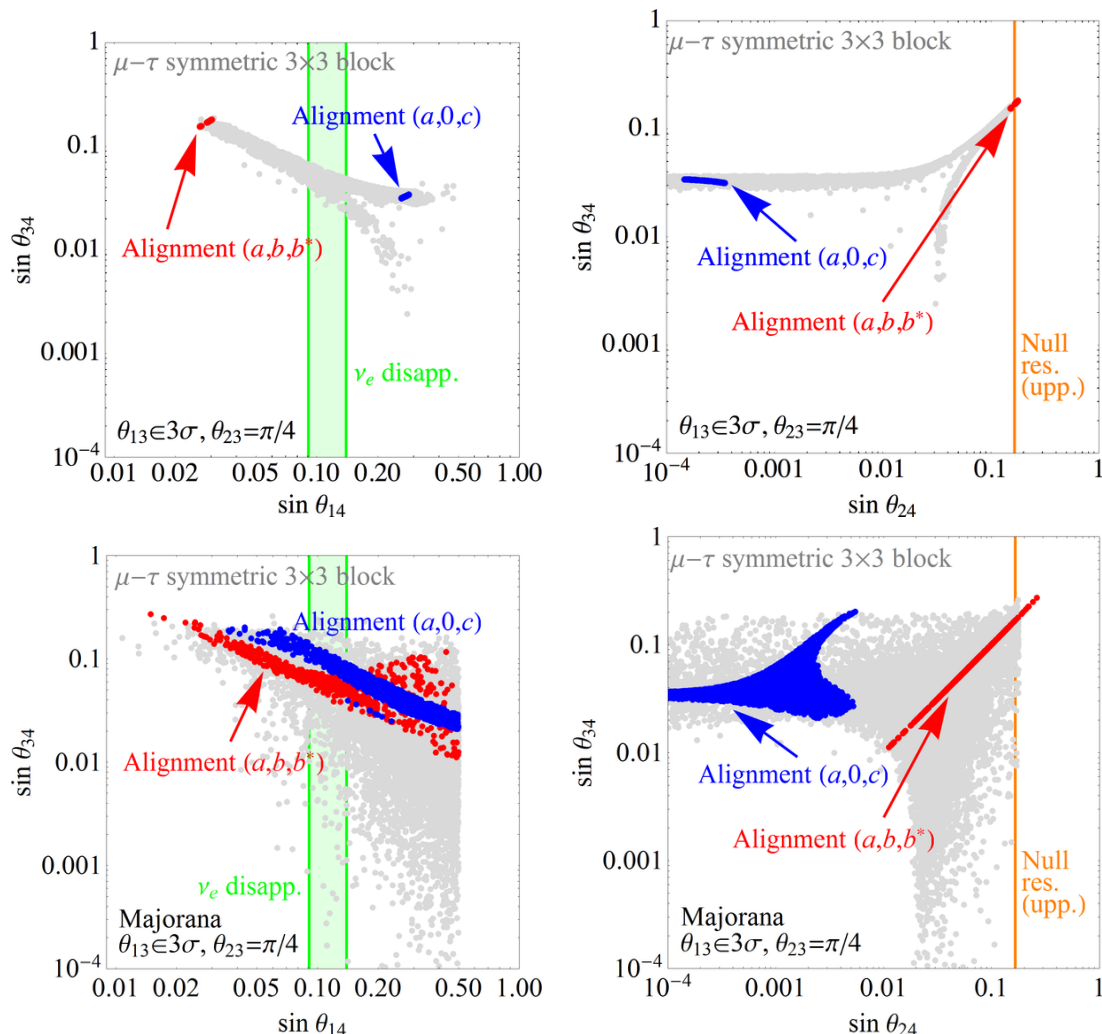 1
μ−τ symmetric 3×3 block
Alignment (a,0,c)
0.1
Alignment (a,b,b*)
0.01
sin θ34
0.001
νe disapp.
θ13∈3σ, θ23=π/4
10−4
0.01 0.02 0.05 0.10 0.20 0.50 1.00
sin θ14
1
μ−τ symmetric 3×3 block
0.1
sin θ34
0.01
Alignment (a,0,c)
Alignment (a,b,b*)
0.001
Null
res.
(upp.)
θ13∈3σ, θ23=π/4
10−4
10−4 0.001 0.01 0.1 1
sin θ24
1
μ−τ symmetric 3×3 block
Alignment (a,0,c)
0.1
sin θ34
Alignment (a,b,b*)
0.01
0.001
νe disapp.
Majorana
θ13∈3σ, θ23=π/4
10−4
0.01 0.02 0.05 0.10 0.20 0.50 1.00
sin θ14
1
μ−τ symmetric 3×3 block
0.1
sin θ34
0.01
Alignment (a,0,c)
Alignment (a,b,b*)
0.001
Null
res.
(upp.)
Majorana
θ13∈3σ, θ23=π/4
10−4
10−4 0.001 0.01 0.1 1
sin θ24